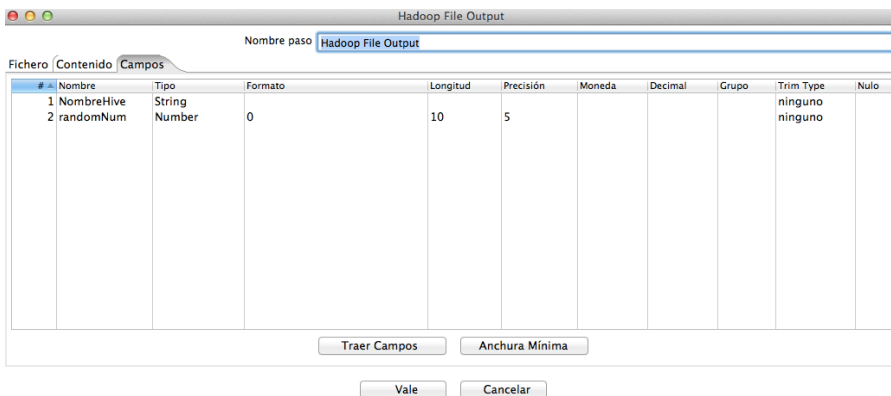 Hadoop File Output
Nombre paso Hadoop File Output
Fichero Contenido Campos
# Nombre Tipo Formato Longitud Precisión Moneda Decimal Grupo Trim Type Nulo
1 NombreHive String ninguno
2 randomNum Number 0 10 5 ninguno
Traer Campos Anchura Mínima
Vale Cancelar